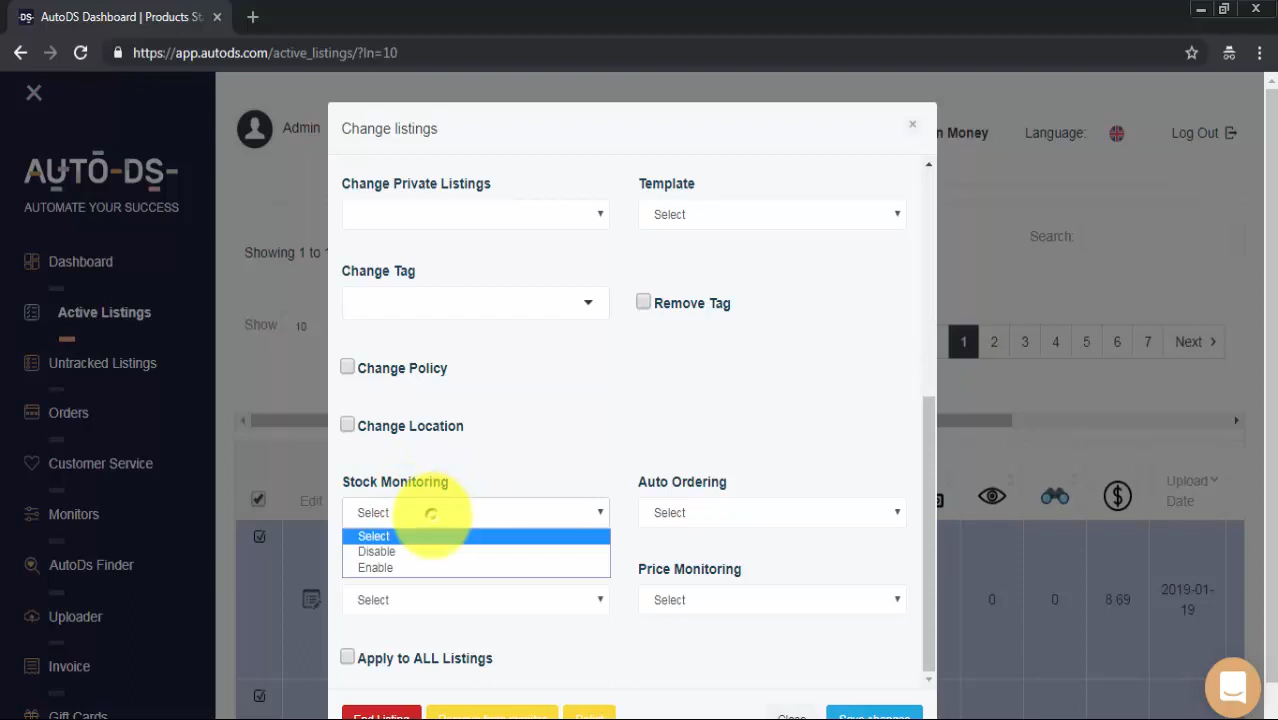 AutoDS Dashboard | Products St
https://app.autods.com/active_listings/?ln=10
AUTO-DS-
AUTOMATE YOUR SUCCESS
Dashboard
Active Listings
Untracked Listings
Orders
Customer Service
Monitors
AutoDs Finder
Uploader
Invoice
Gift Cards
Admin
n Money
Language:
Log Out
Showing 1 to 1
Search:
Show 10
1 2 3 4 5 6 7 Next
Edit
Upload
Date
0 0 8.69 2019-01-
19
Change listings
Change Private Listings
Template
Select
Change Tag
Remove Tag
Change Policy
Change Location
Stock Monitoring
Auto Ordering
Select
Select
Select
Disable
Enable
Price Monitoring
Select
Select
Apply to ALL Listings
End Listing
Remove from monitor
Relist
Close
Save changes